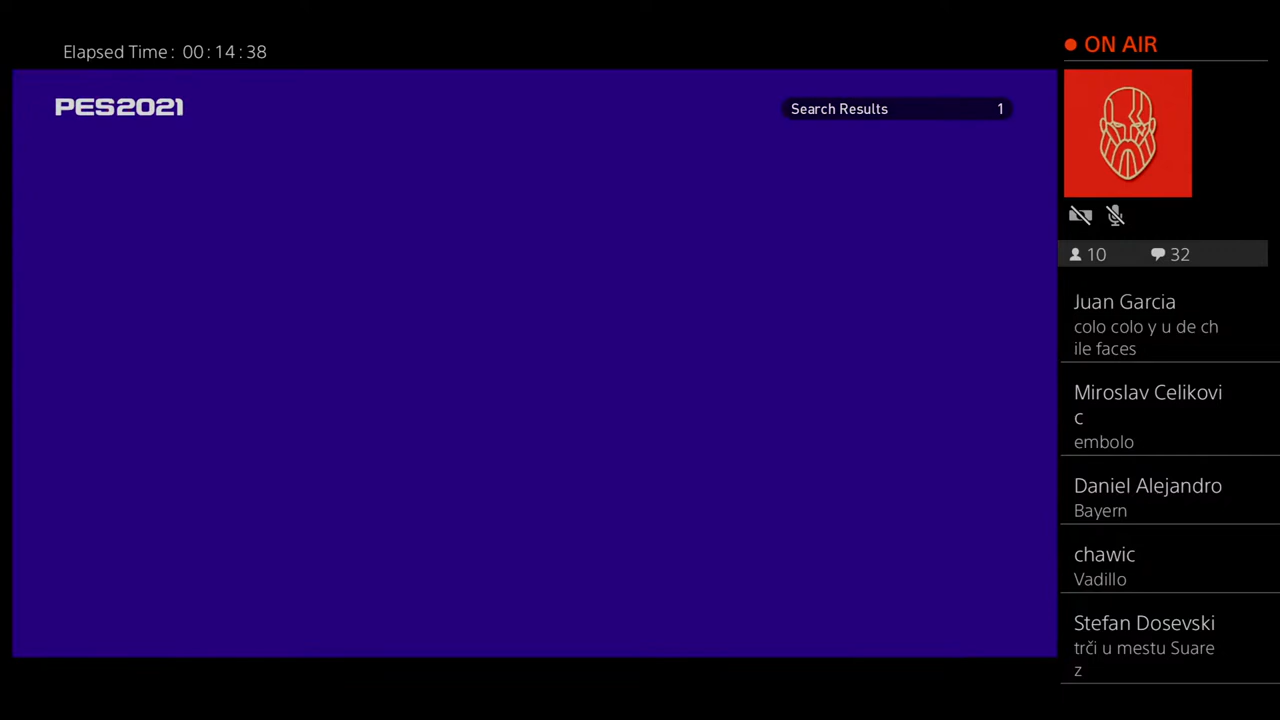 Elapsed Time: 00:14:38
ON AIR
PES2021
Search Results 1
10 32
Juan Garcia
colo colo y u de ch
ile faces
Miroslav Celikovi
c
embolo
Daniel Alejandro
Bayern
chawic
Vadillo
Stefan Dosevski
trči u mestu Suare
z